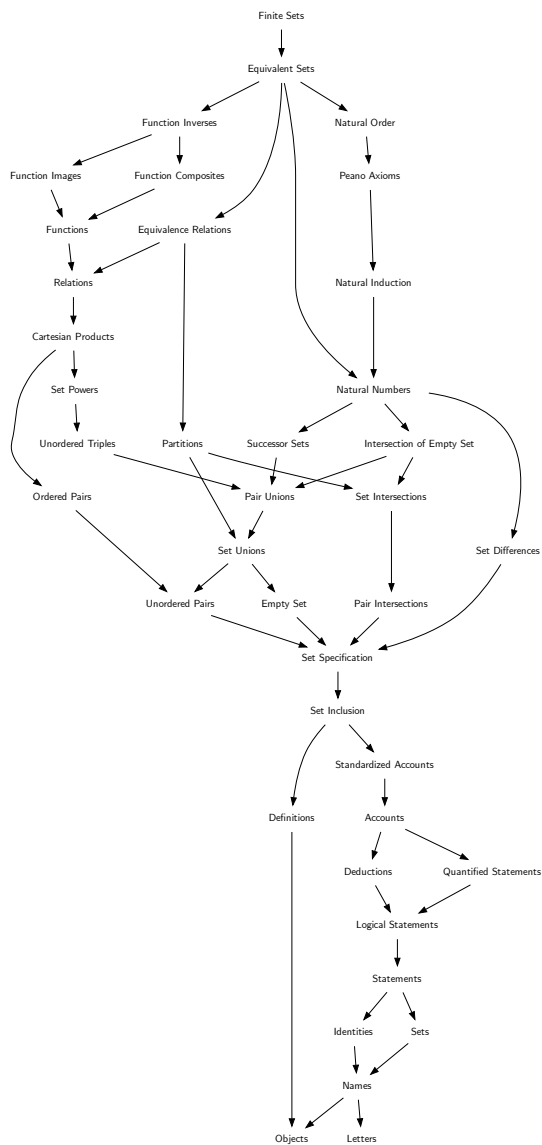 Finite Sets
Equivalent Sets
Function Inverses
Natural Order
Function Images
Function Composites
Peano Axioms
Functions
Equivalence Relations
Relations
Natural Induction
Cartesian Products
Set Powers
Natural Numbers
Unordered Triples
Partitions
Successor Sets
Intersection of Empty Set
Ordered Pairs
Pair Unions
Set Intersections
Set Unions
Set Differences
Unordered Pairs
Empty Set
Pair Intersections
Set Specification
Set Inclusion
Standardized Accounts
Definitions
Accounts
Deductions
Quantified Statements
Logical Statements
Statements
Identities
Sets
Names
Objects
Letters